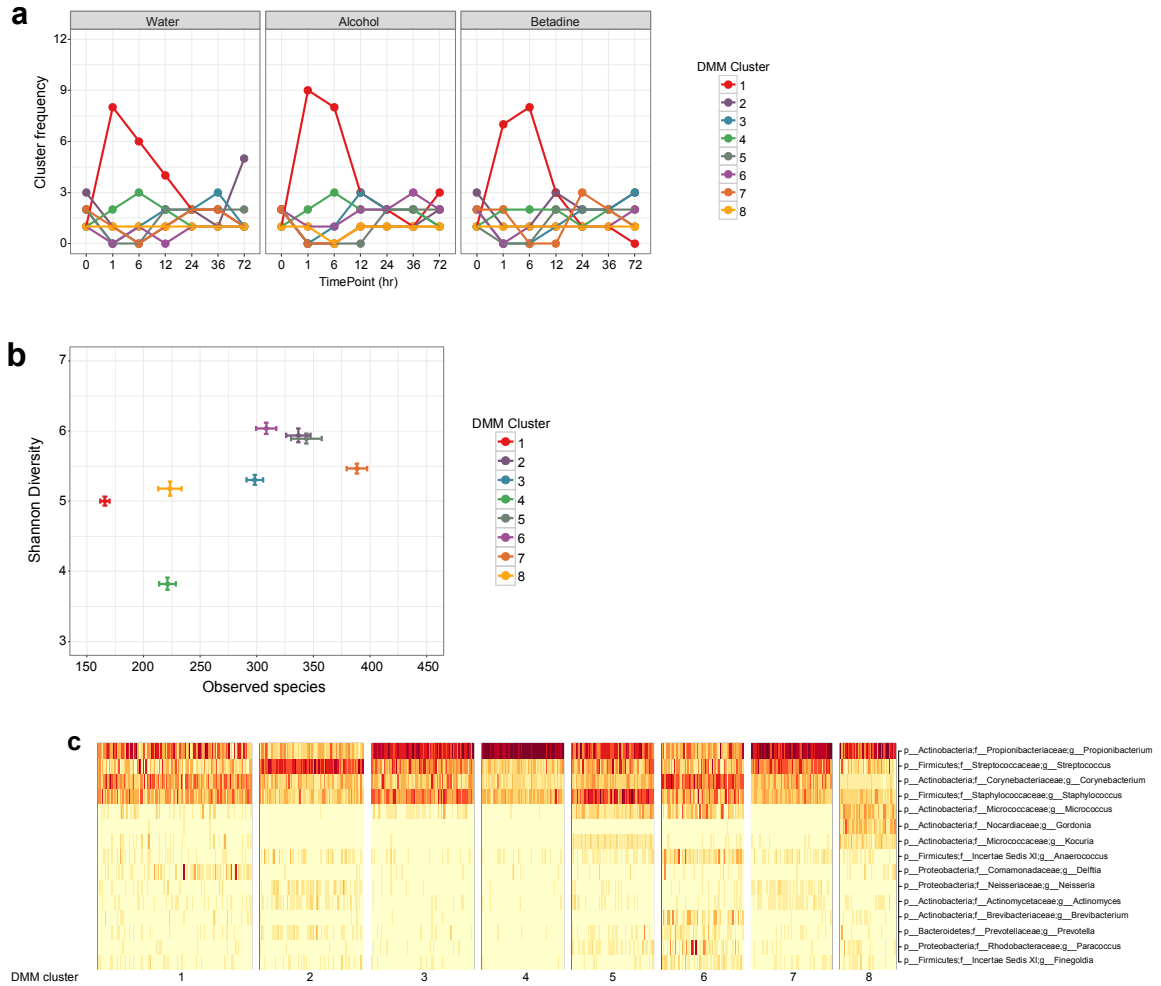 a
Water Alcohol Betadine
12
9
6
3
0
Cluster frequency
0 1 6 12 24 36 72 0 1 6 12 24 36 72 0 1 6 12 24 36 72
TimePoint (hr)
DMM Cluster
1
2
3
4
5
6
7
8
b
7
6
5
4
3
Shannon Diversity
150 200 250 300 350 400 450
Observed species
DMM Cluster
1
2
3
4
5
6
7
8
c
p__Actinobacteria;f__Propionibacteriaceae;g__Propionibacterium
p__Firmicutes;f__Streptococcaceae;g__Streptococcus
p__Actinobacteria;f__Corynebacteriaceae;g__Corynebacterium
p__Firmicutes;f__Staphylococcaceae;g__Staphylococcus
p__Actinobacteria;f__Micrococcaceae;g__Micrococcus
p__Actinobacteria;f__Nocardiaceae;g__Gordonia
p__Actinobacteria;f__Micrococcaceae;g__Kocuria
p__Firmicutes;f__Incertae Sedis XI;g__Anaerococcus
p__Proteobacteria;f__Comamonadaceae;g__Delftia
p__Proteobacteria;f__Neisseriaceae;g__Neisseria
p__Actinobacteria;f__Actinomycetaceae;g__Actinomyces
p__Actinobacteria;f__Brevibacteriaceae;g__Brevibacterium
p__Bacteroidetes;f__Prevotellaceae;g__Prevotella
p__Proteobacteria;f__Rhodobacteraceae;g__Paracoccus
p__Firmicutes;f__Incertae Sedis XI;g__Finegoldia
DMM cluster 1 2 3 4 5 6 7 8